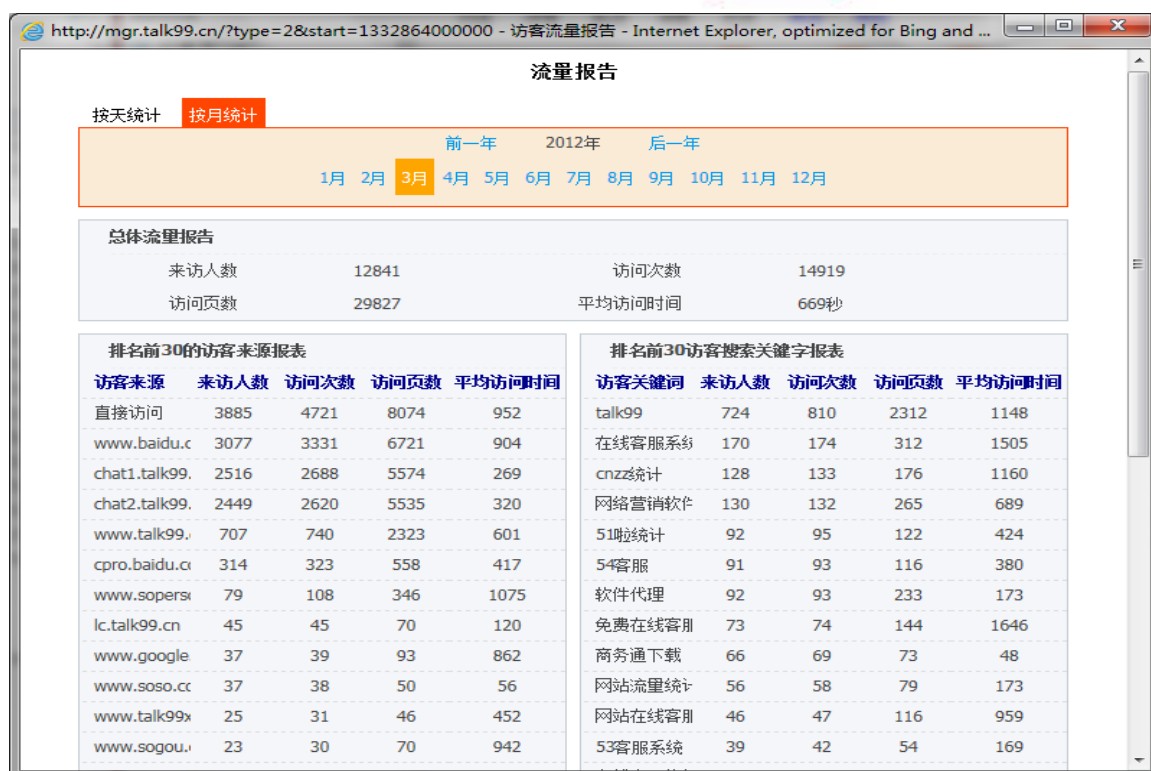 http://mgr.talk99.cn/?type=2&start=1332864000000 - 访客流量报告 - Internet Explorer, optimized for Bing and ...
流量报告
按天统计 按月统计
前一年 2012年 后一年
1月 2月 3月 4月 5月 6月 7月 8月 9月 10月 11月 12月
总体流量报告
来访人数 12841 访问次数 14919
访问页数 29827 平均访问时间 669秒
排名前30的访客来源报表
访客来源 来访人数 访问次数 访问页数 平均访问时间
直接访问 3885 4721 8074 952
www.baidu.c 3077 3331 6721 904
chat1.talk99. 2516 2688 5574 269
chat2.talk99. 2449 2620 5535 320
www.talk99. 707 740 2323 601
cpro.baidu.co 314 323 558 417
www.soperso 79 108 346 1075
lc.talk99.cn 45 45 70 120
www.google 37 39 93 862
www.soso.cc 37 38 50 56
www.talk99x 25 31 46 452
www.sogou. 23 30 70 942
排名前30访客搜索关键字报表
访客关键词 来访人数 访问次数 访问页数 平均访问时间
talk99 724 810 2312 1148
在线客服系统 170 174 312 1505
cnzz统计 128 133 176 1160
网络营销软件 130 132 265 689
51啦统计 92 95 122 424
54客服 91 93 116 380
软件代理 92 93 233 173
免费在线客服 73 74 144 1646
商务通下载 66 69 73 48
网站流量统计 56 58 79 173
网站在线客服 46 47 116 959
53客服系统 39 42 54 169